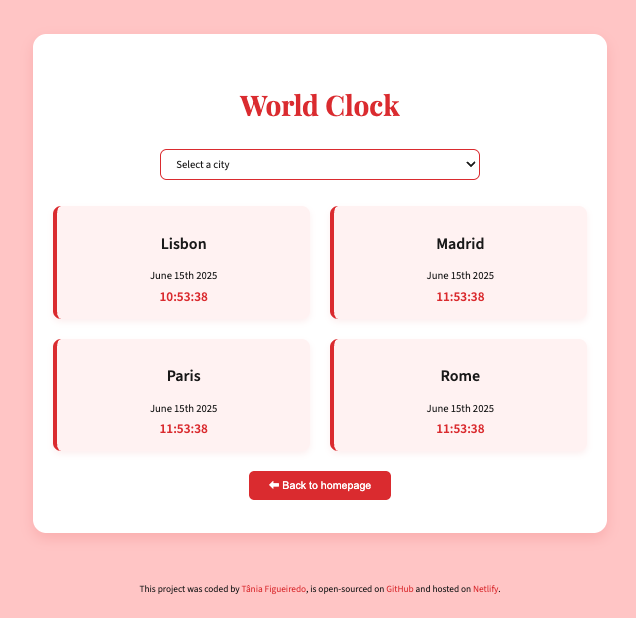 World Clock
Select a city
Lisbon
June 15th 2025
10:53:38
Madrid
June 15th 2025
11:53:38
Paris
June 15th 2025
11:53:38
Rome
June 15th 2025
11:53:38
⬅ Back to homepage
This project was coded by Tânia Figueiredo, is open-sourced on GitHub and hosted on Netlify.